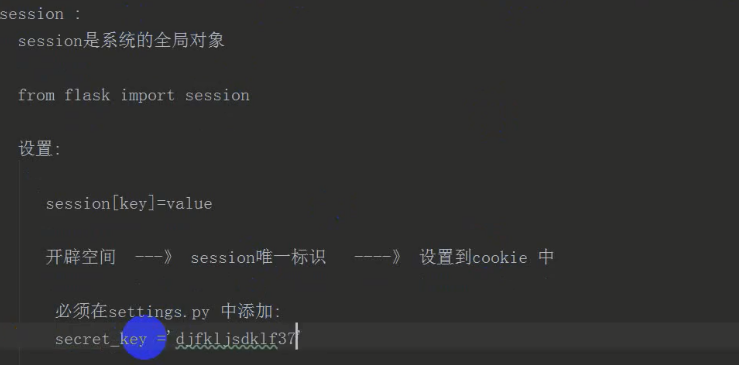 session :
session是系统的全局对象
from flask import session
设置:
session[key]=value
开辟空间 ---》 session唯一标识 ----》 设置到cookie 中
必须在settings.py 中添加:
secret_key ='djfkljsdklf37'